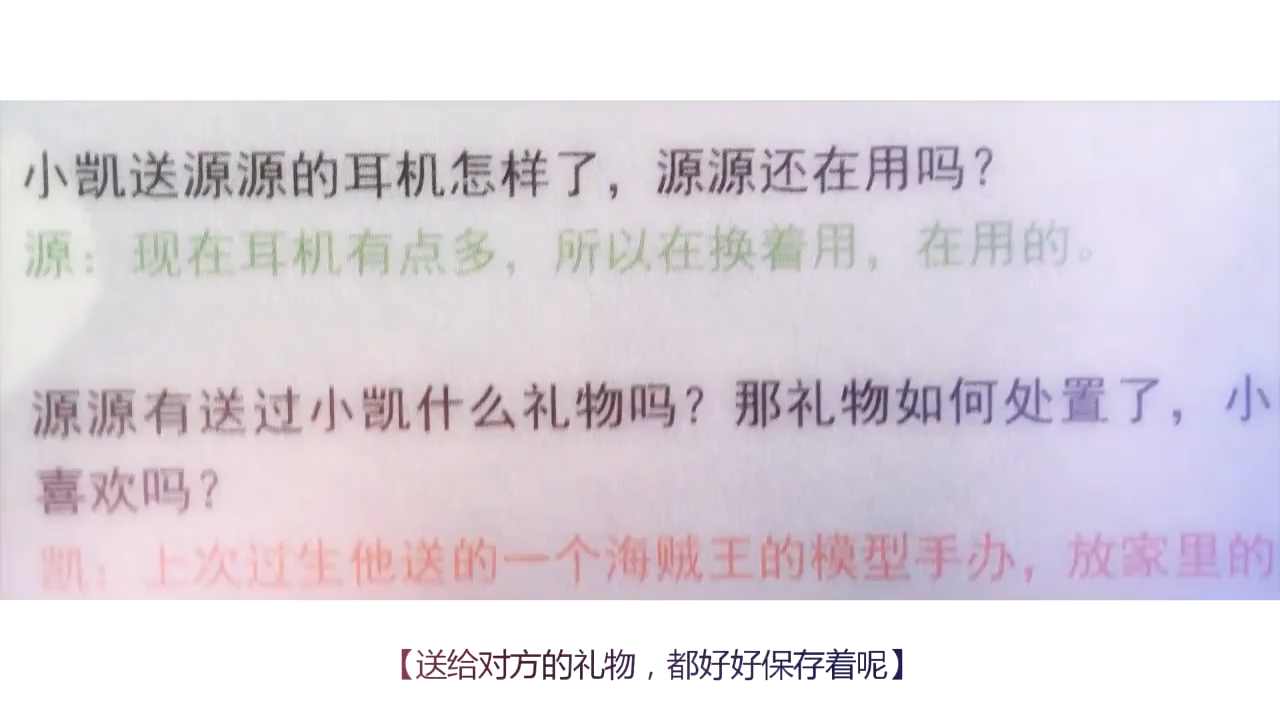 小凯送源源的耳机怎样了，源源还在用吗？
源：现在耳机有点多，所以在换着用，在用的。
源源有送过小凯什么礼物吗？那礼物如何处置了，小
喜欢吗？
凯：上次过生他送的一个海贼王的模型手办，放家里的
【送给对方的礼物，都好好保存着呢】